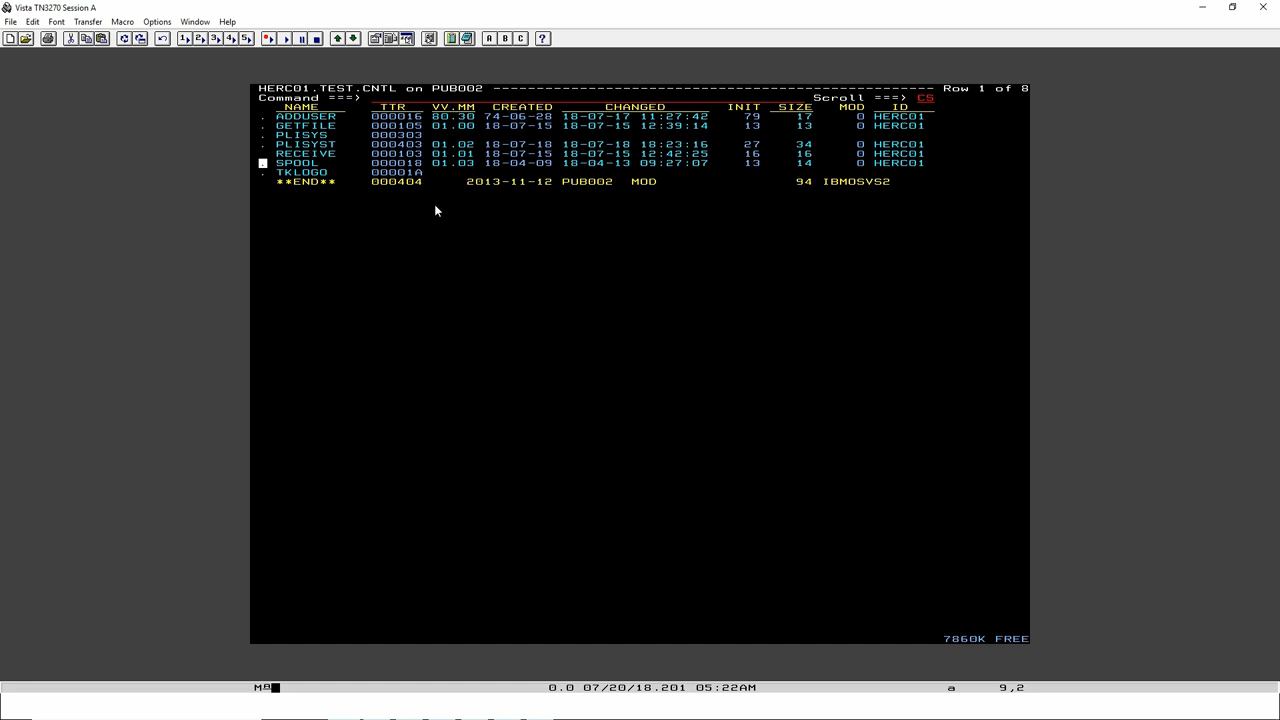 Vista TN3270 Session A
File Edit Font Transfer Macro Options Window Help
1 2 3 4 5 A B C ?
HERC01.TEST.CNTL on PUB002 --------------------------------------------------- Row 1 of 8
Command ===> Scroll ===> CS
NAME TTR VV.MM CREATED CHANGED INIT SIZE MOD ID
. ADDUSER 000016 80.30 74-06-28 18-07-17 11:27:42 79 17 0 HERC01
. GETFILE 000105 01.00 18-07-15 18-07-15 12:39:14 13 13 0 HERC01
. PLISYS 000303
. PLISYST 000403 01.02 18-07-18 18-07-18 18:23:16 27 34 0 HERC01
. RECEIVE 000103 01.01 18-07-15 18-07-15 12:42:25 16 16 0 HERC01
. SPOOL 000018 01.03 18-04-09 18-04-13 09:27:07 13 14 0 HERC01
. TKLOGO 00001A
**END** 000404 2013-11-12 PUB002 MOD 94 IBMOSVS2
7860K FREE
0.0 07/20/18.201 05:22AM a 9,2